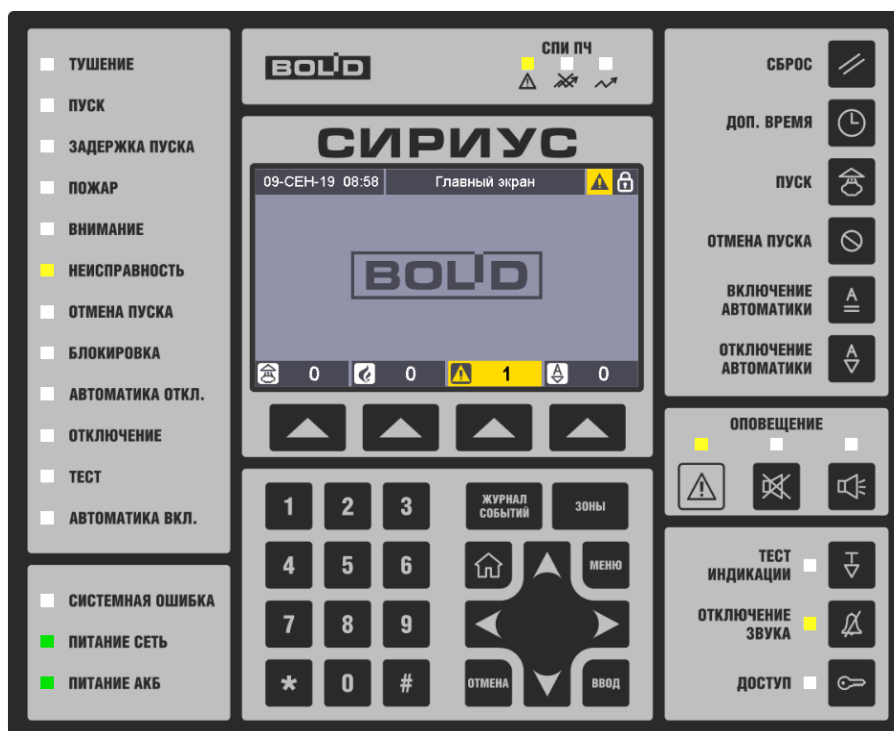 ТУШЕНИЕ
ПУСК
ЗАДЕРЖКА ПУСКА
ПОЖАР
ВНИМАНИЕ
НЕИСПРАВНОСТЬ
ОТМЕНА ПУСКА
БЛОКИРОВКА
АВТОМАТИКА ОТКЛ.
ОТКЛЮЧЕНИЕ
ТЕСТ
АВТОМАТИКА ВКЛ.
СИСТЕМНАЯ ОШИБКА
ПИТАНИЕ СЕТЬ
ПИТАНИЕ АКБ
BOLID
СПИ ПЧ
СИРИУС
09-СЕН-19 08:58 Главный экран
BOLID
0 0 1 0
1 2 3
ЖУРНАЛ
СОБЫТИЙ
ЗОНЫ
4 5 6
МЕНЮ
7 8 9
* 0 #
ОТМЕНА
ВВОД
СБРОС
ДОП. ВРЕМЯ
ПУСК
ОТМЕНА ПУСКА
ВКЛЮЧЕНИЕ
АВТОМАТИКИ
ОТКЛЮЧЕНИЕ
АВТОМАТИКИ
ОПОВЕЩЕНИЕ
ТЕСТ
ИНДИКАЦИИ
ОТКЛЮЧЕНИЕ
ЗВУКА
ДОСТУП